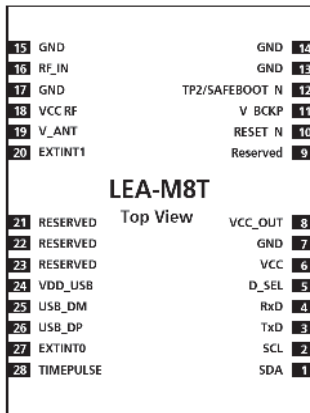 15 GND GND 14
16 RF_IN GND 13
17 GND TP2/SAFEBOOT N 12
18 VCC RF V BCKP 11
19 V_ANT RESET N 10
20 EXTINT1 Reserved 9
LEA-M8T
Top View
21 RESERVED VCC_OUT 8
22 RESERVED GND 7
23 RESERVED VCC 6
24 VDD_USB D_SEL 5
25 USB_DM RxD 4
26 USB_DP TxD 3
27 EXTINT0 SCL 2
28 TIMEPULSE SDA 1